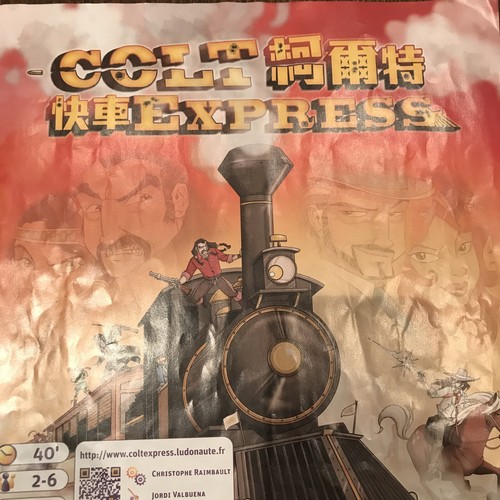 COLT 柯爾特
快車 EXPRESS
40'
2-6
http://www.coltexpress.ludonaute.fr
CHRISTOPHE RAIMBAULT
JORDI VALBUENA